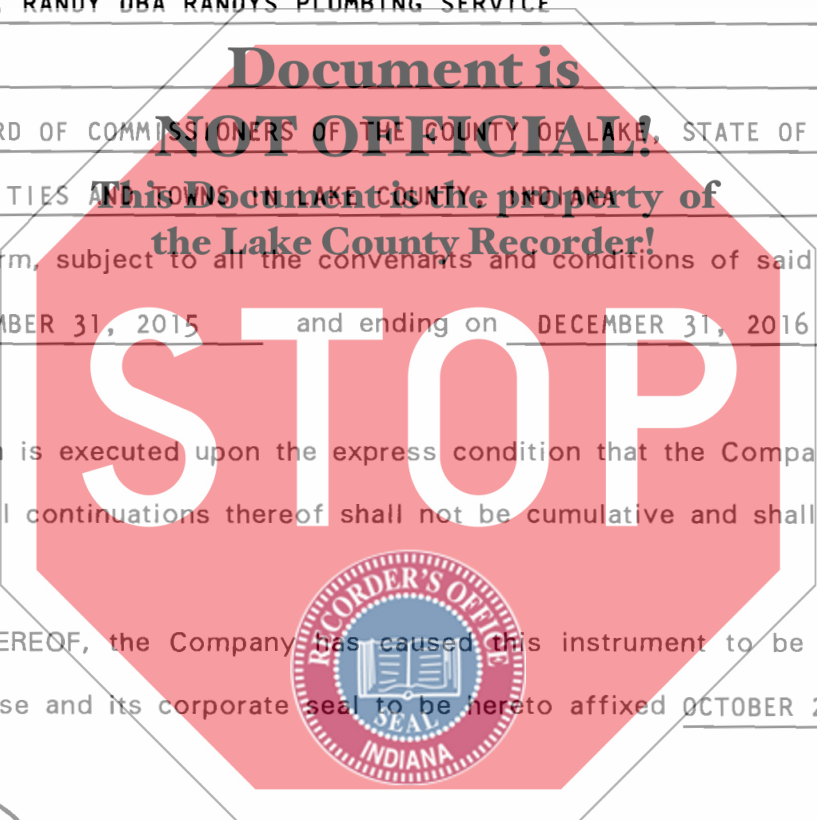 RANDY DBA RANDYS PLUMBING SERVICE
Document is
NOT OFFICIAL!
RD OF COMMISSIONERS OF THE COUNTY OF LAKE, STATE OF
This Document is the property of
TIES AND TOWNS IN LAKE COUNTY, INDIANA
the Lake County Recorder!
rm, subject to all the convenants and conditions of said
MBER 31, 2015 and ending on DECEMBER 31, 2016
STOP
is executed upon the express condition that the Compa
l continuations thereof shall not be cumulative and shall
EREOF, the Company has caused this instrument to be
se and its corporate seal to be hereto affixed OCTOBER 2
RECORDER'S OFFICE
SEAL
INDIANA